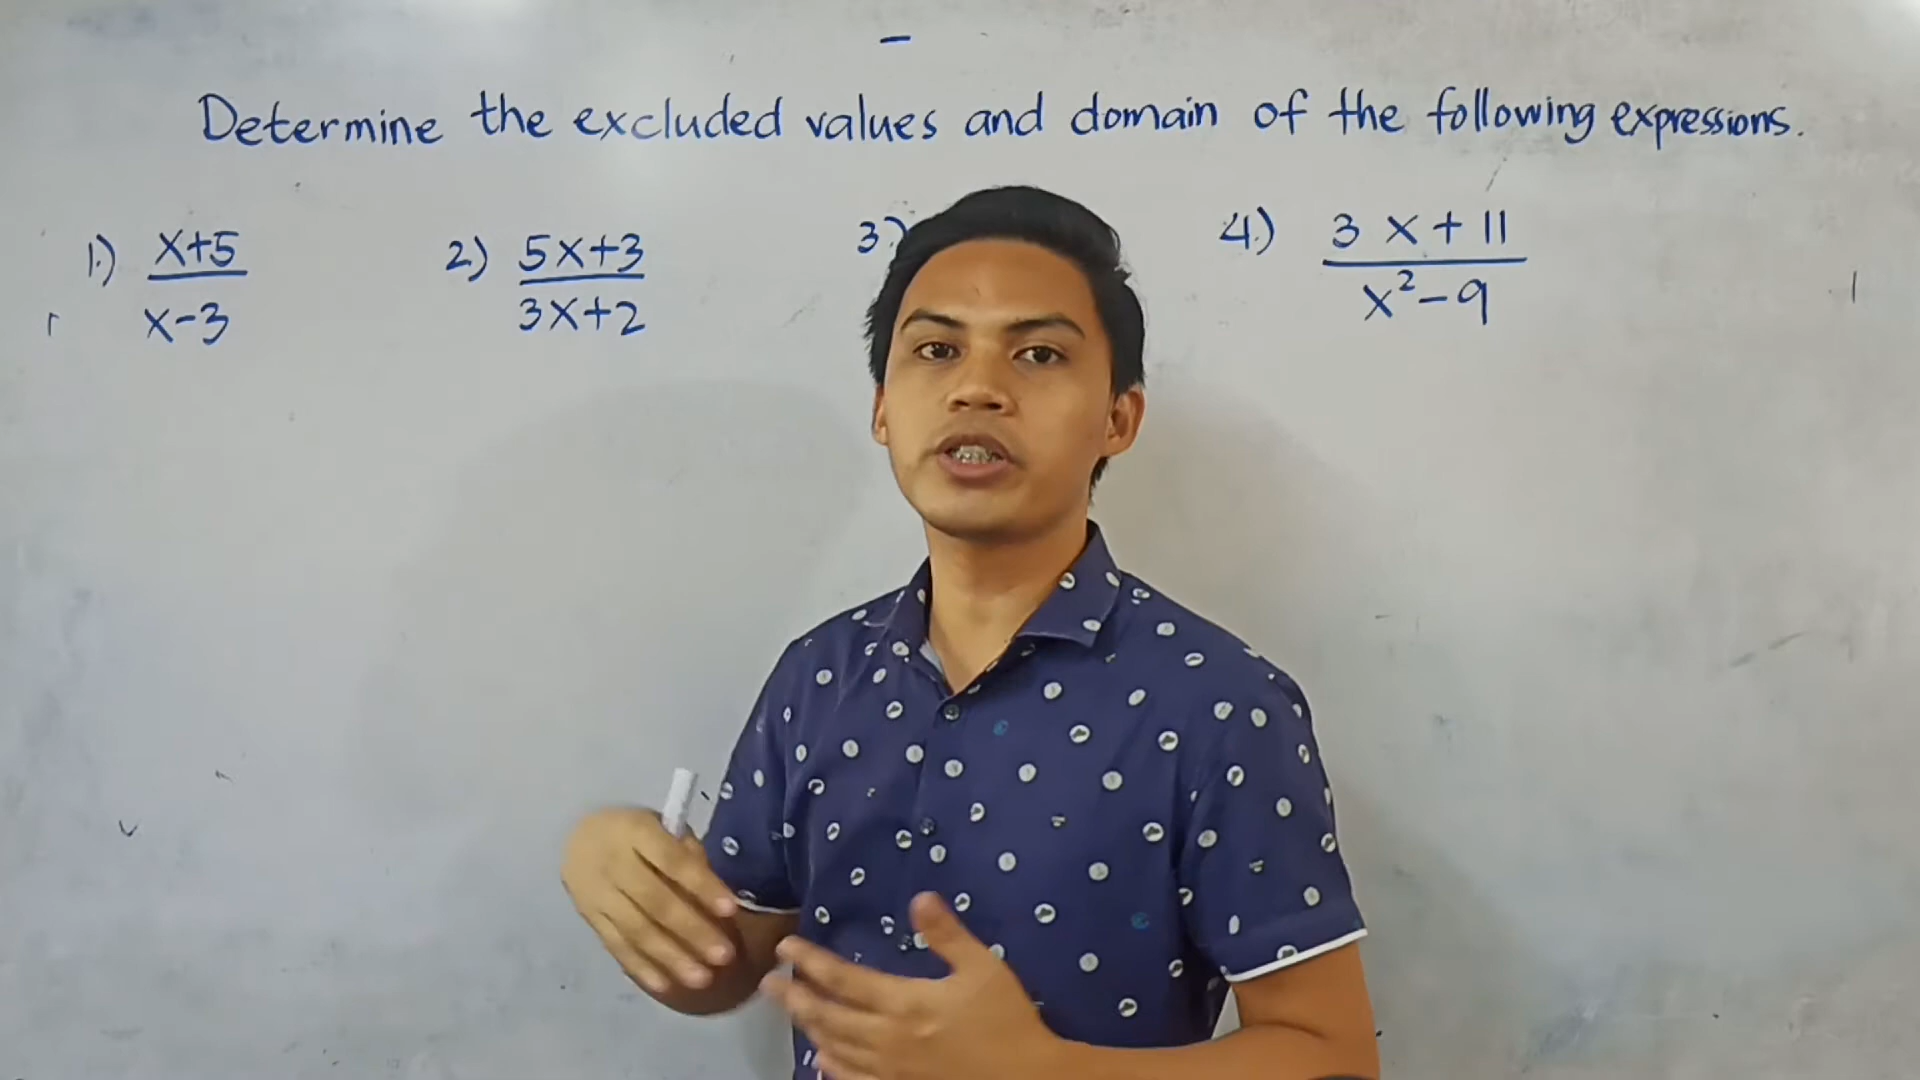 Determine the excluded values and domain of the following expressions.
1.) x+5
x-3
2.) 5x+3
3x+2
3.)
4.) 3 x + 11
x² - 9